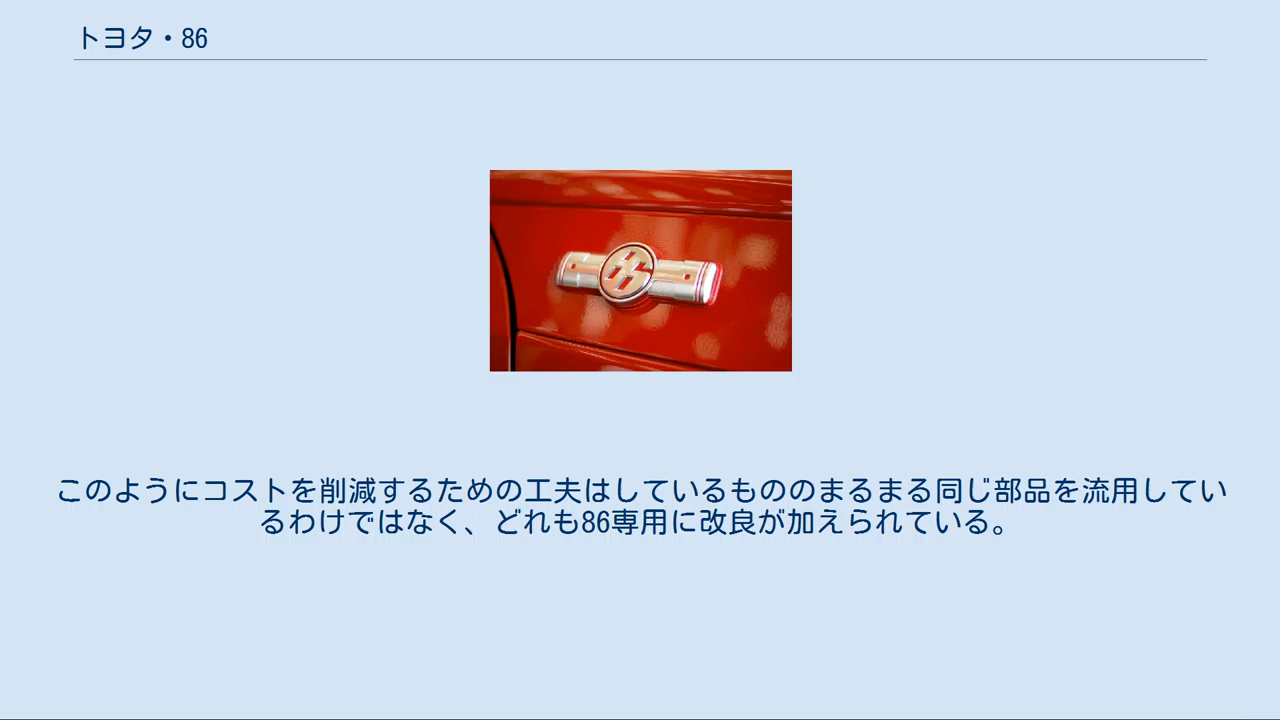 トヨタ・86
このようにコストを削減するための工夫はしているもののまるまる同じ部品を流用してい
るわけではなく、どれも86専用に改良が加えられている。